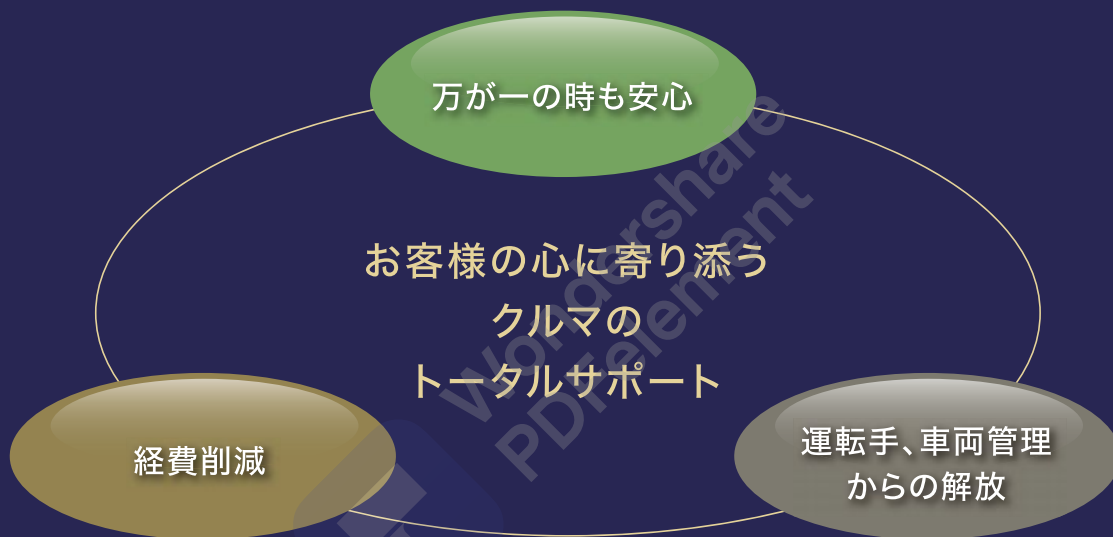 万が一の時も安心
お客様の心に寄り添う
クルマの
トータルサポート
経費削減
運転手、車両管理
からの解放
Wondershare
PDFelement